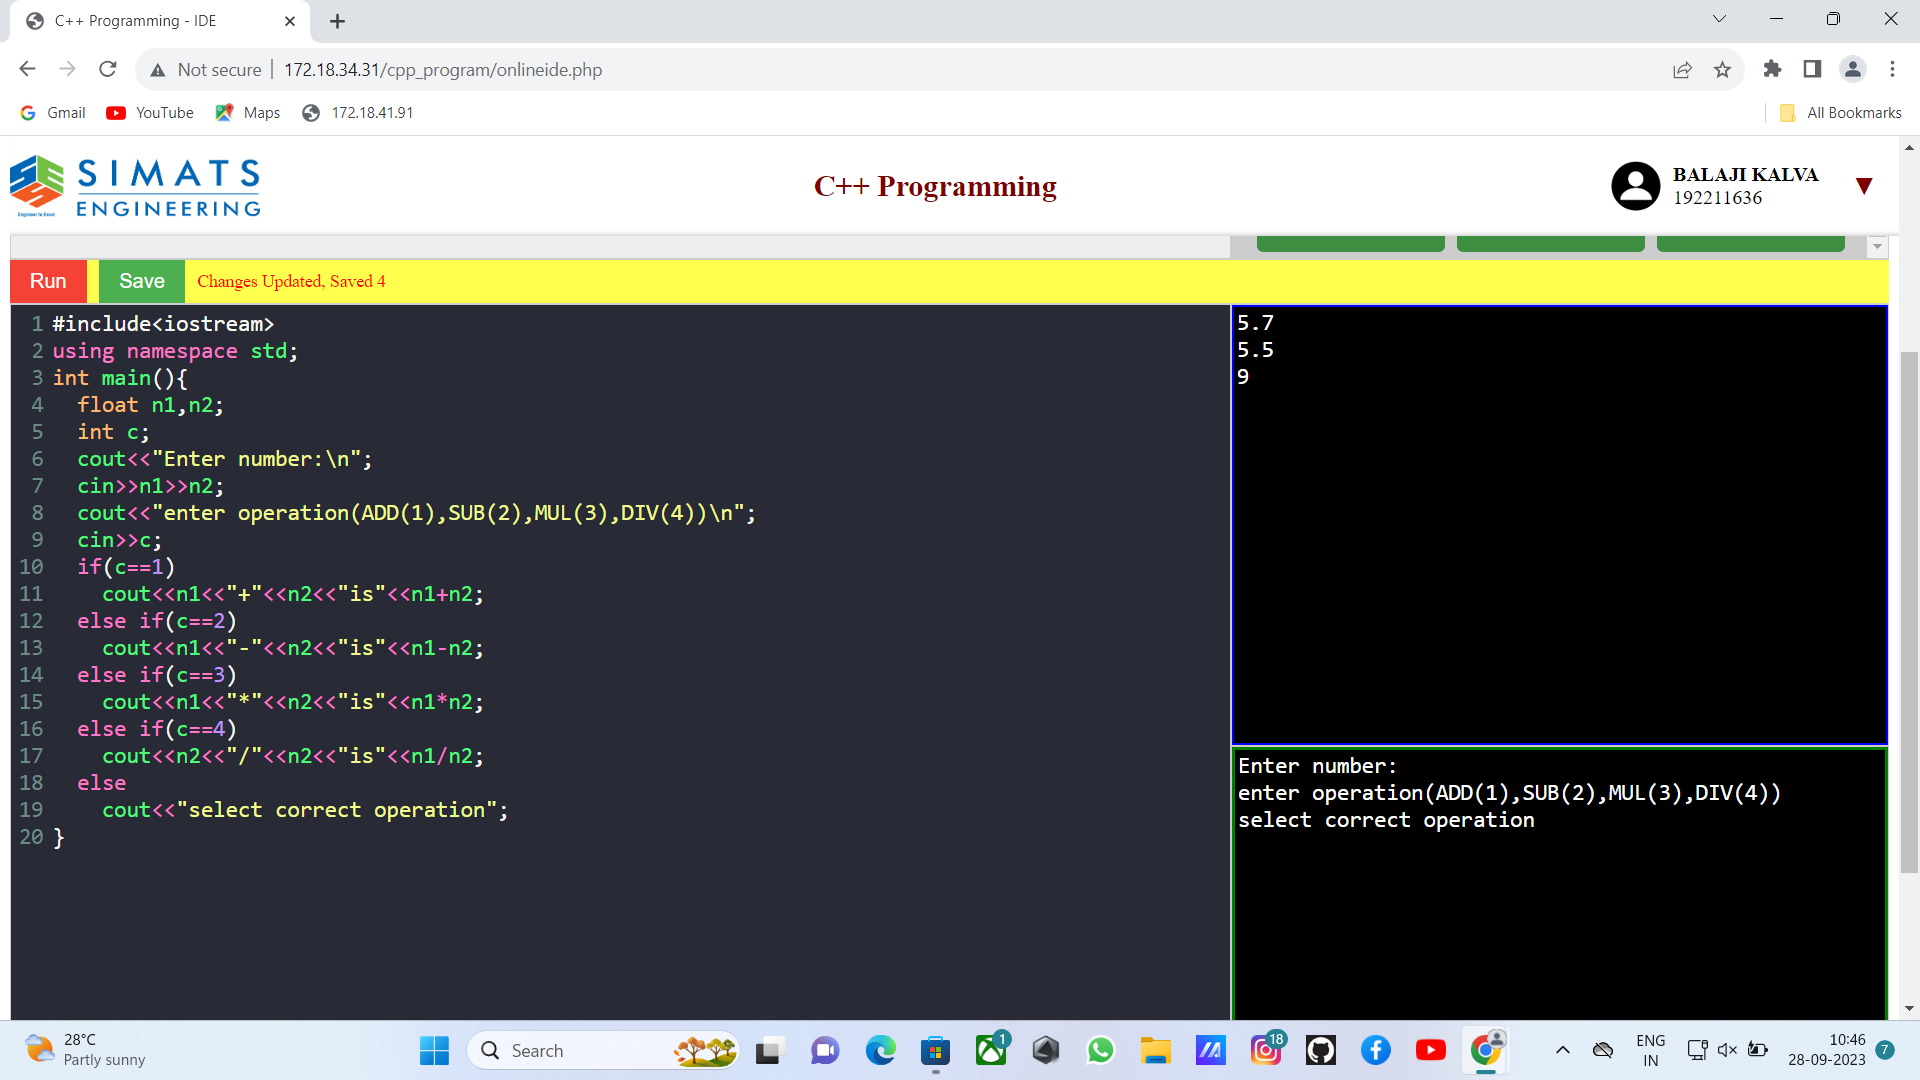 C++ Programming - IDE
Not secure
172.18.34.31/cpp_program/onlineide.php
Gmail
YouTube
Maps
172.18.41.91
All Bookmarks
SIMATS
ENGINEERING
Engineer to Excel
C++ Programming
BALAJI KALVA
192211636
Run
Save
Changes Updated, Saved 4
1 #include<iostream>
2 using namespace std;
3 int main(){
4 float n1,n2;
5 int c;
6 cout<<"Enter number:\n";
7 cin>>n1>>n2;
8 cout<<"enter operation(ADD(1),SUB(2),MUL(3),DIV(4))\n";
9 cin>>c;
10 if(c==1)
11 cout<<n1<<"+"<<n2<<"is"<<n1+n2;
12 else if(c==2)
13 cout<<n1<<"-"<<n2<<"is"<<n1-n2;
14 else if(c==3)
15 cout<<n1<<"*"<<n2<<"is"<<n1*n2;
16 else if(c==4)
17 cout<<n2<<"/"<<n2<<"is"<<n1/n2;
18 else
19 cout<<"select correct operation";
20 }
5.7
5.5
9
Enter number:
enter operation(ADD(1),SUB(2),MUL(3),DIV(4))
select correct operation
28°C
Partly sunny
Search
1
18
ENG
IN
10:46
28-09-2023
7